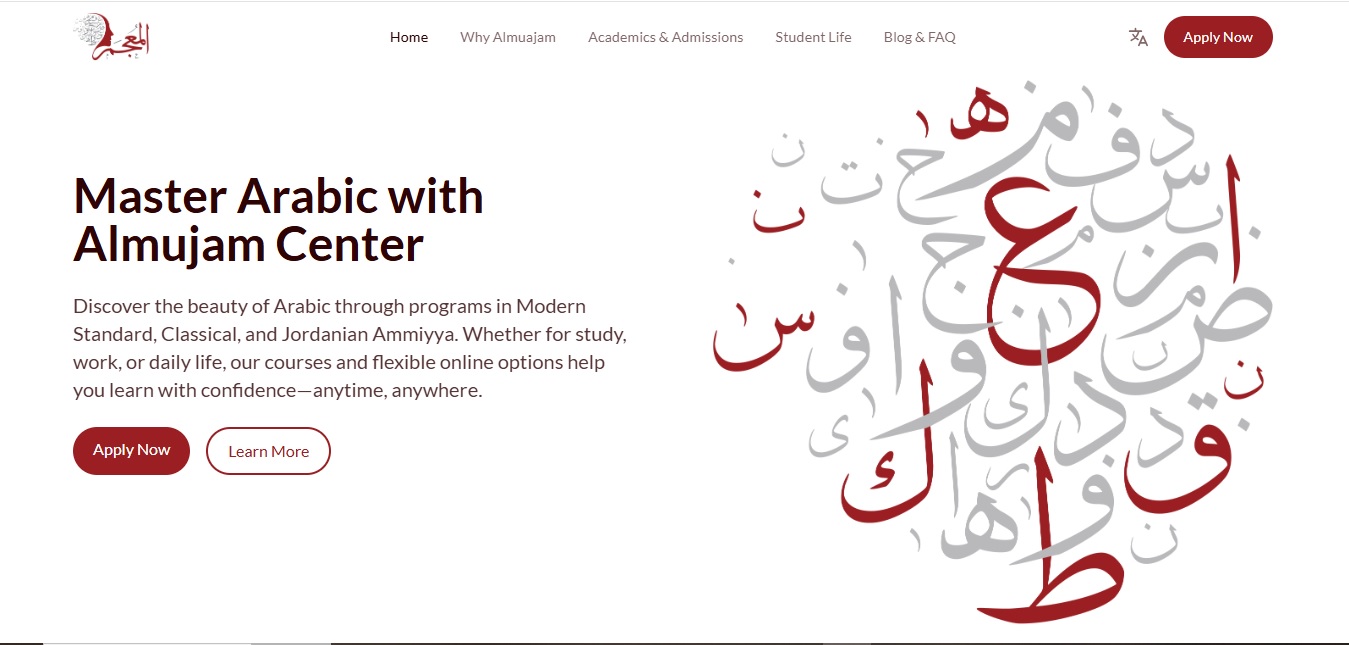 المعجم
Home
Why Almuajam
Academics & Admissions
Student Life
Blog & FAQ
Apply Now
Master Arabic with
Almujam Center
Discover the beauty of Arabic through programs in Modern
Standard, Classical, and Jordanian Ammiyya. Whether for study,
work, or daily life, our courses and flexible online options help
you learn with confidence—anytime, anywhere.
Apply Now
Learn More